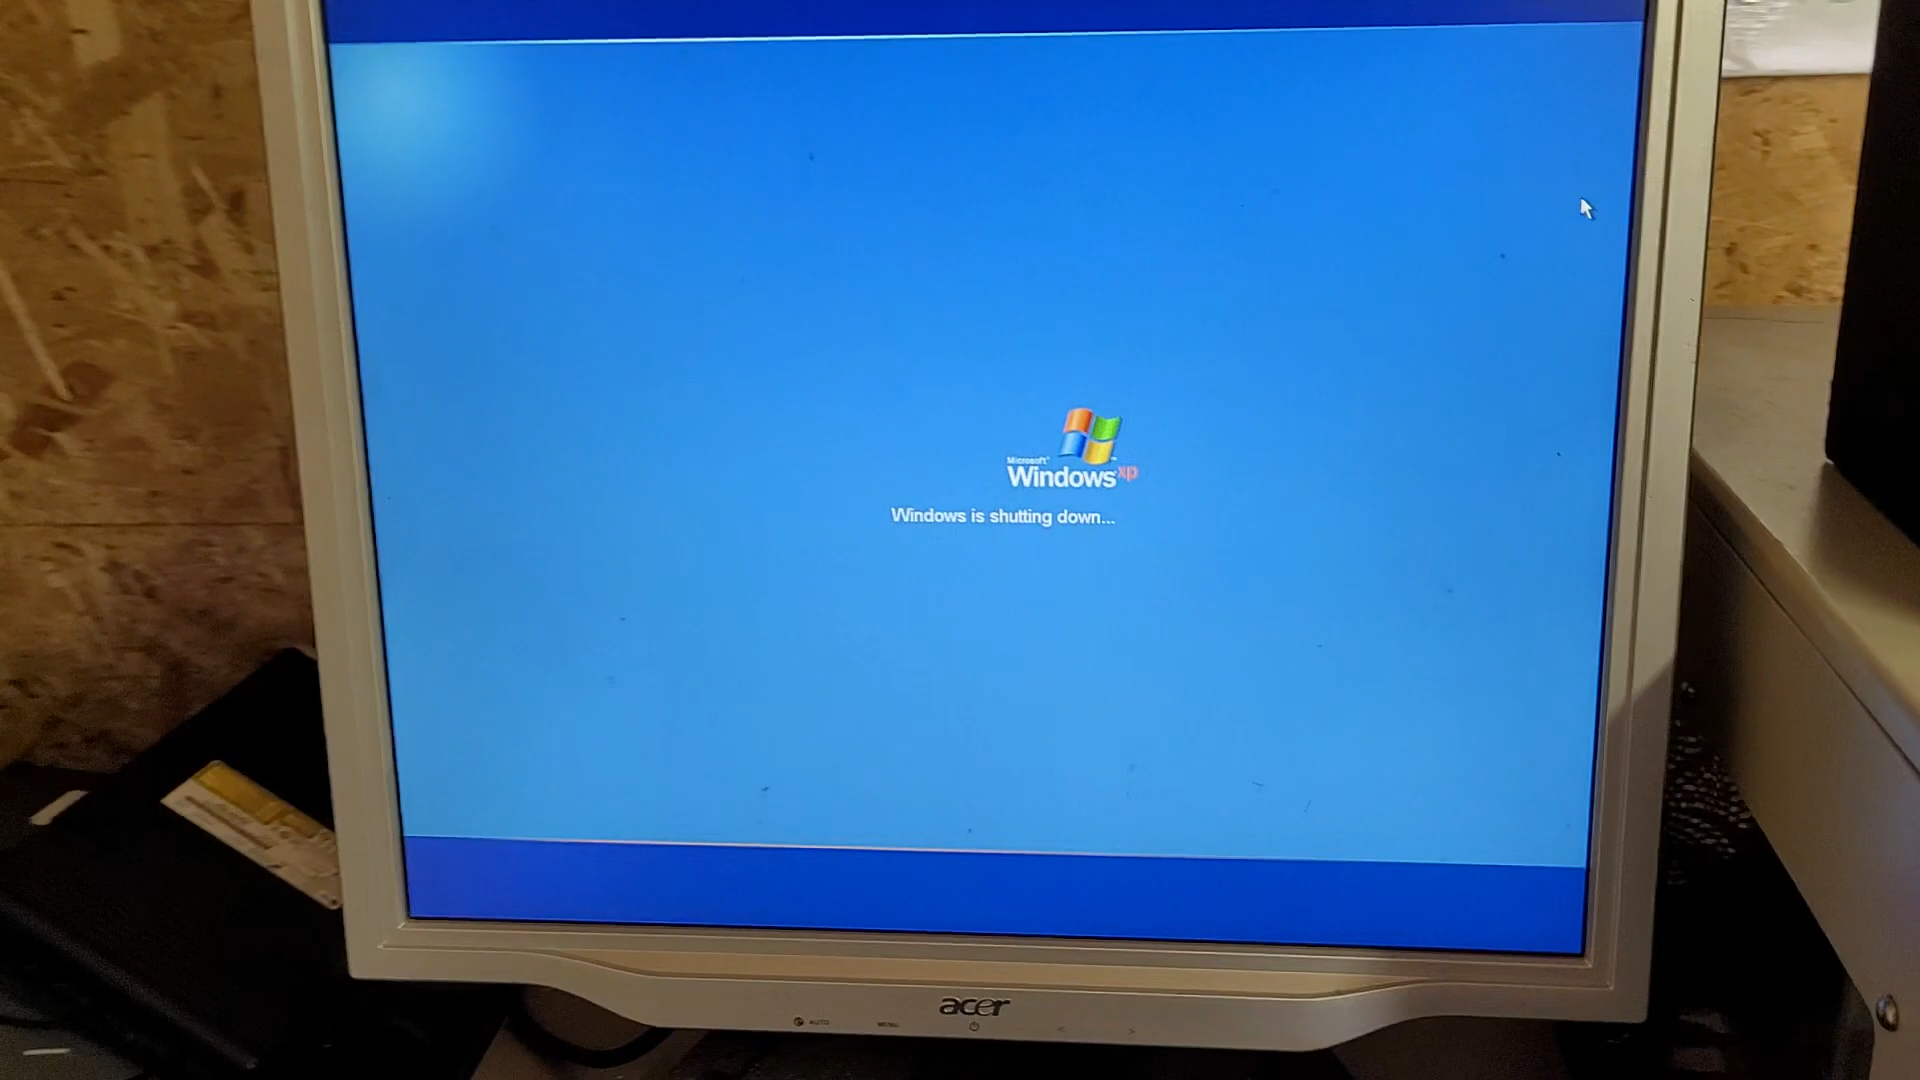 Microsoft®
Windows xp
Windows is shutting down...
acer
AUTO
MENU
< >